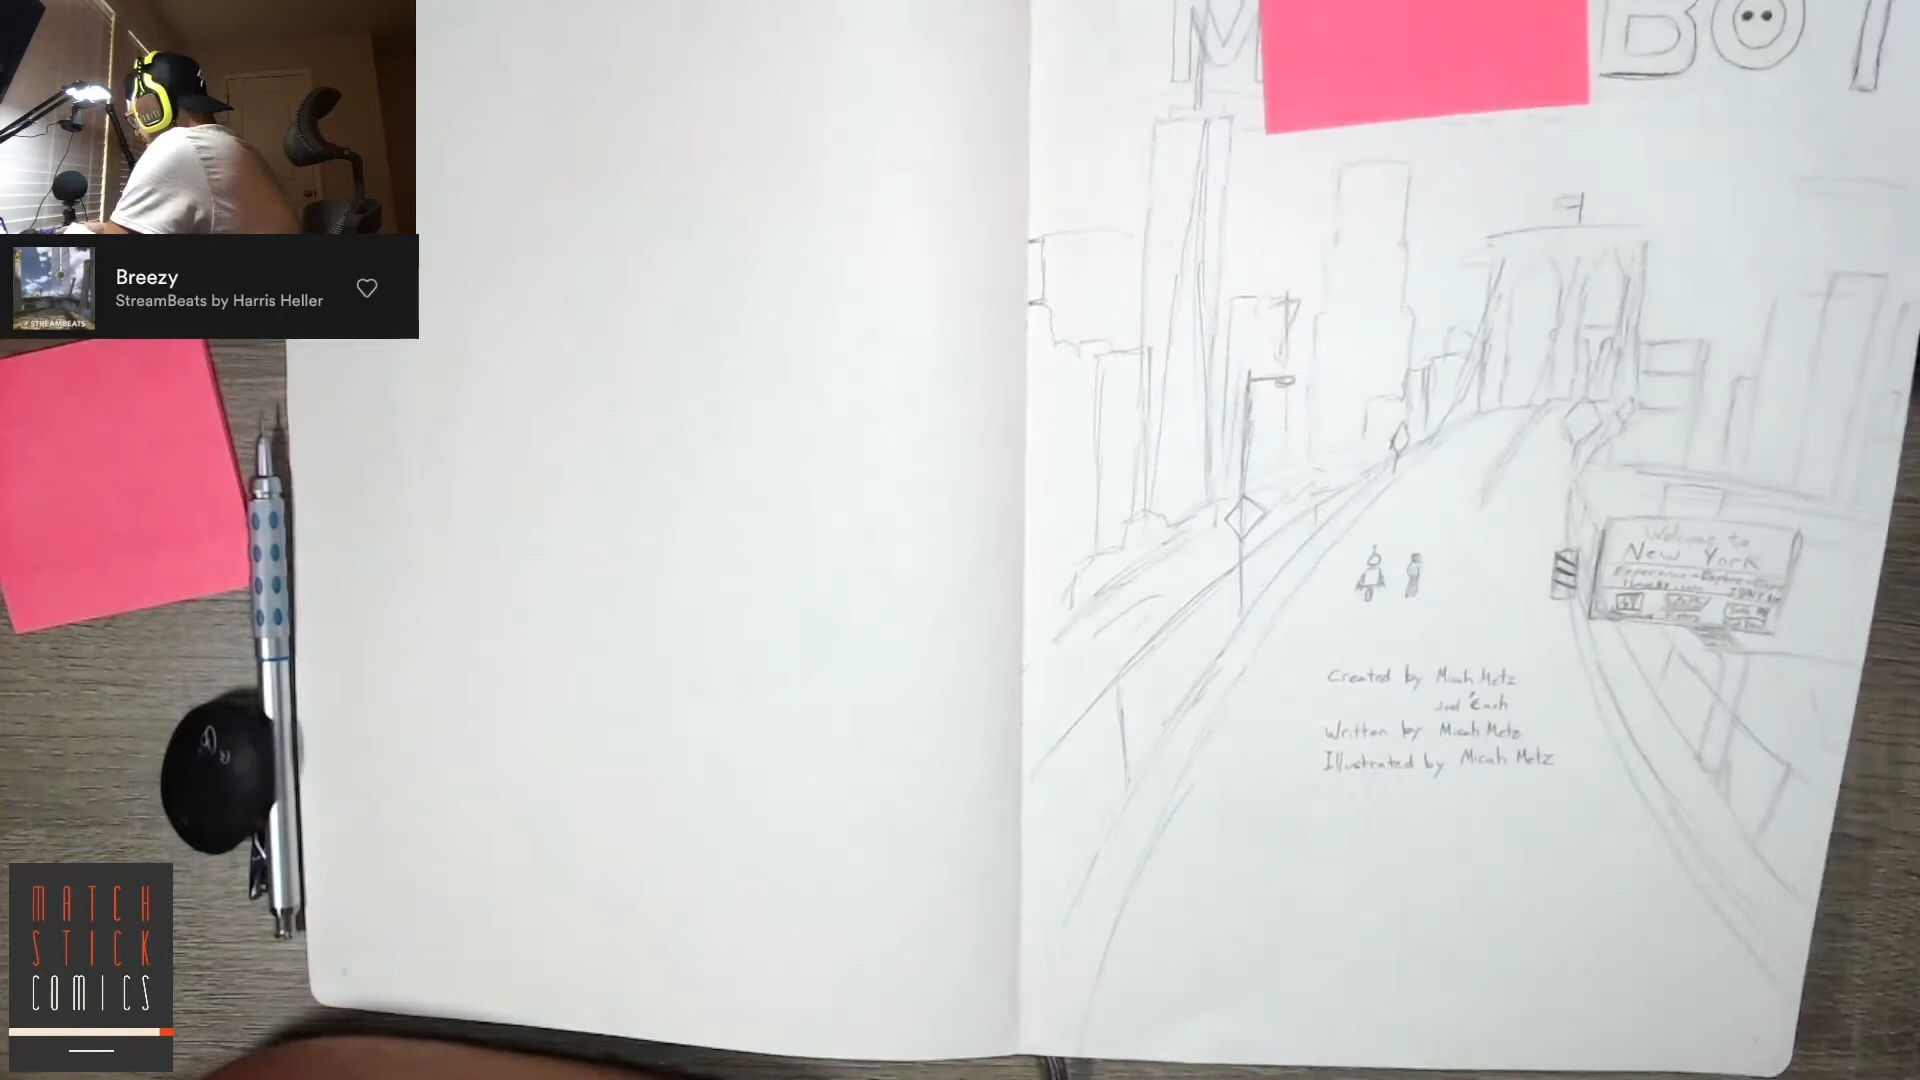 M BOT
Breezy
StreamBeats by Harris Heller
STREAMBEATS
Welcome to
New York
Created by Micah Metz
Written by Micah Metz
Illustrated by Micah Metz
MATCH
STICK
COMICS